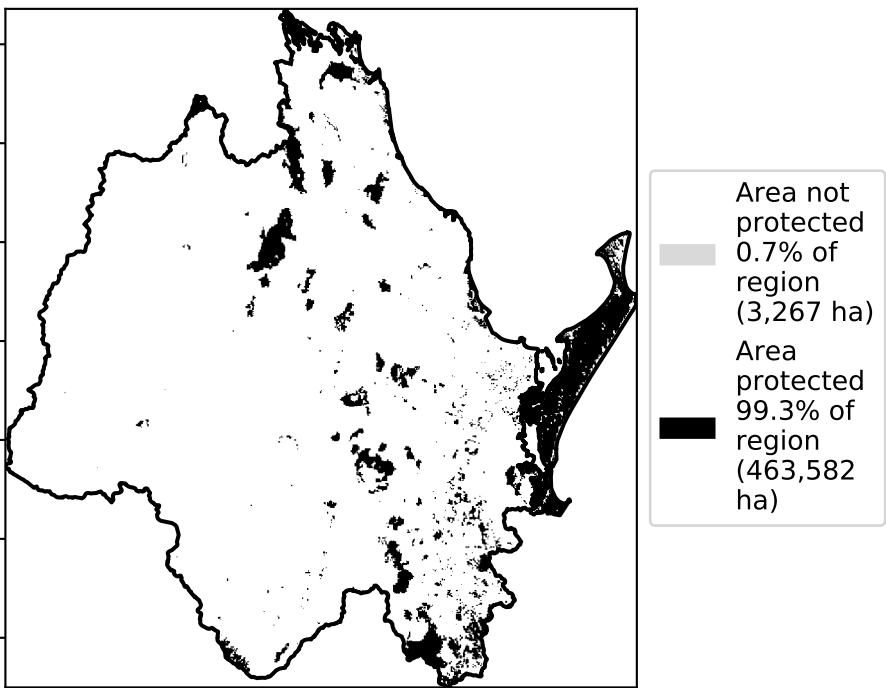 Area not
protected
0.7% of
region
(3,267 ha)
Area
protected
99.3% of
region
(463,582
ha)